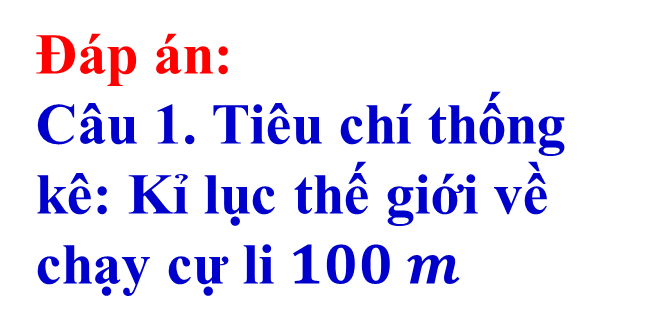 Đáp án:
Câu 1. Tiêu chí thống
kê: Kỉ lục thế giới về
chạy cự li 100 m